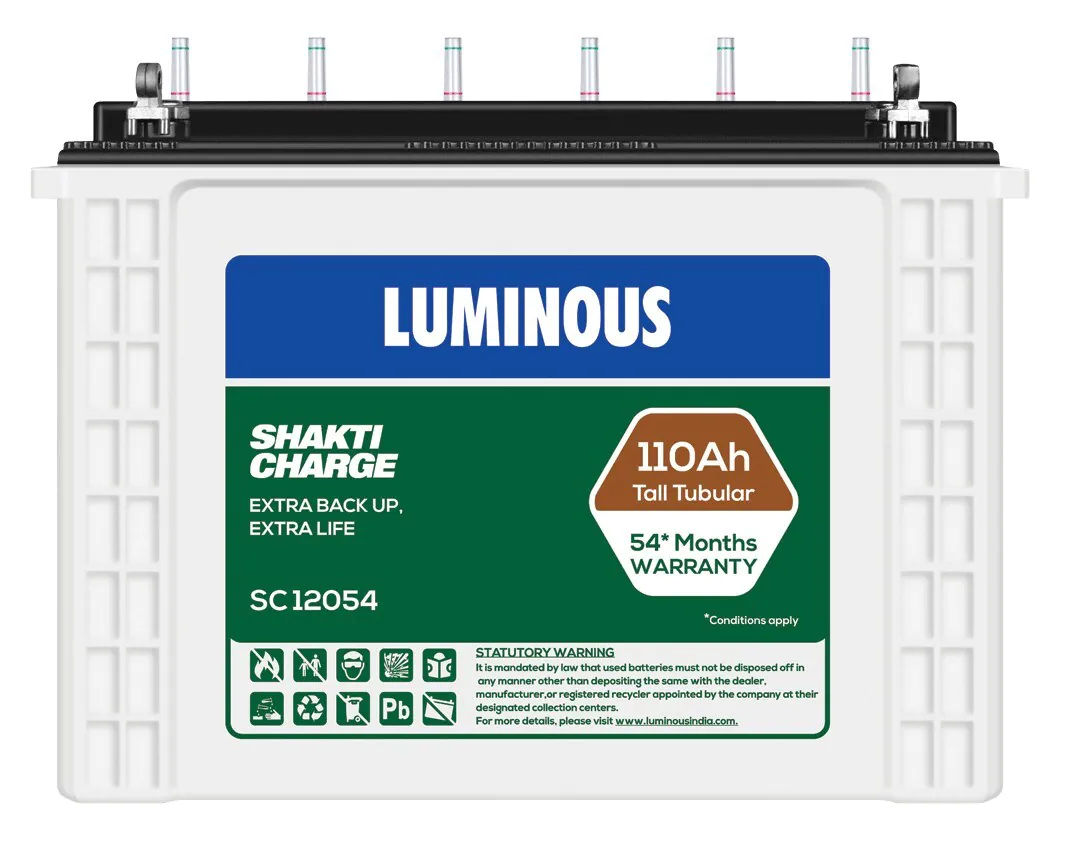 LUMINOUS
SHAKTI
CHARGE
EXTRA BACK UP,
EXTRA LIFE
SC 12054
110Ah
Tall Tubular
54* Months
WARRANTY
*Conditions apply
Pb
STATUTORY WARNING
It is mandated by law that used batteries must not be disposed off in
any manner other than depositing the same with the dealer,
manufacturer,or registered recycler appointed by the company at their
designated collection centers.
For more details, please visit www.luminousindia.com.